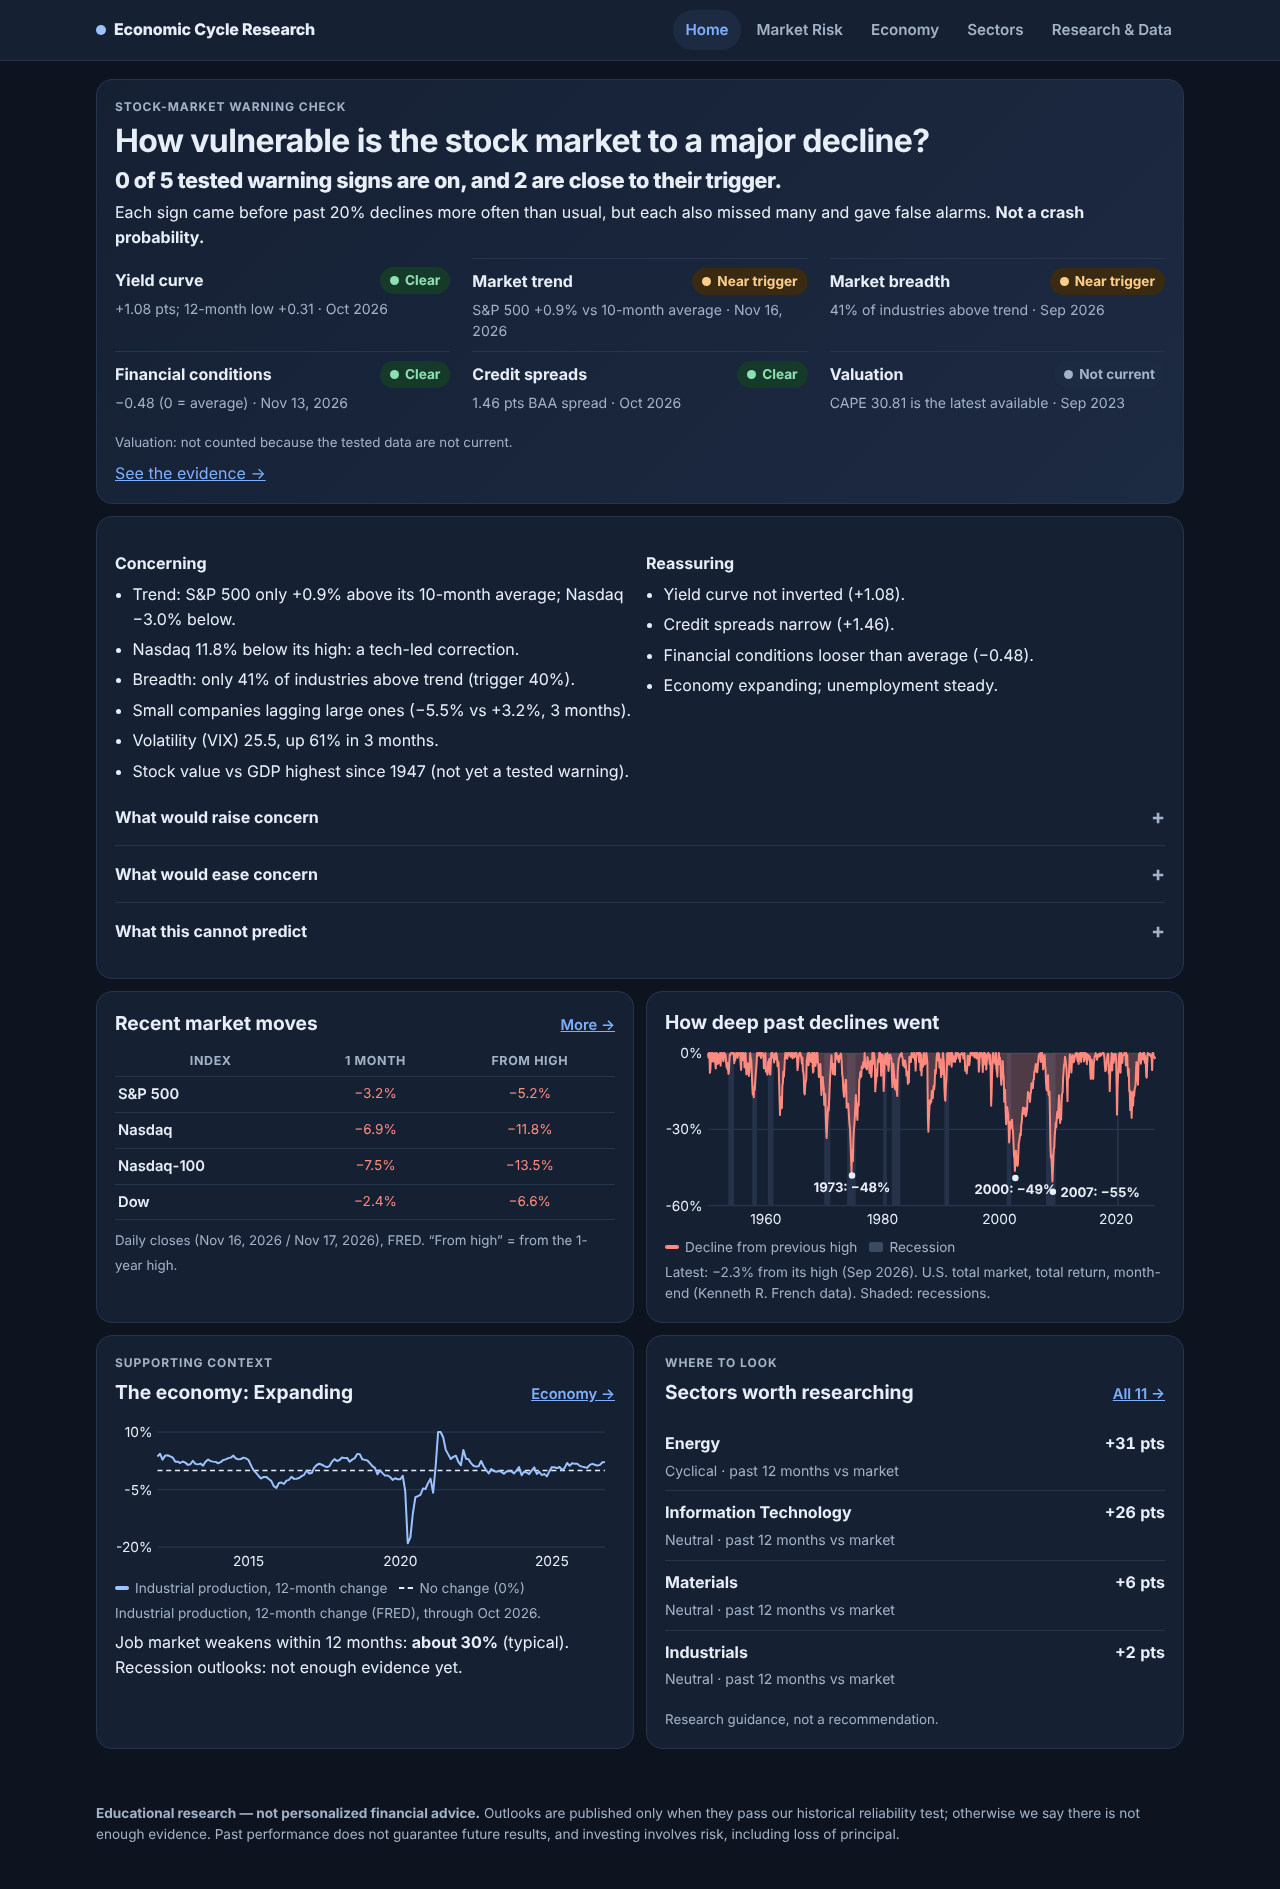 Economic Cycle Research
Home
Market Risk
Economy
Sectors
Research & Data
STOCK-MARKET WARNING CHECK
How vulnerable is the stock market to a major decline?
0 of 5 tested warning signs are on, and 2 are close to their trigger.
Each sign came before past 20% declines more often than usual, but each also missed many and gave false alarms. Not a crash
probability.
Yield curve
Clear
+1.08 pts; 12-month low +0.31 · Oct 2026
Market trend
Near trigger
S&P 500 +0.9% vs 10-month average · Nov 16,
2026
Market breadth
Near trigger
41% of industries above trend · Sep 2026
Financial conditions
Clear
−0.48 (0 = average) · Nov 13, 2026
Credit spreads
Clear
1.46 pts BAA spread · Oct 2026
Valuation
Not current
CAPE 30.81 is the latest available · Sep 2023
Valuation: not counted because the tested data are not current.
See the evidence →
Concerning
• Trend: S&P 500 only +0.9% above its 10-month average; Nasdaq
−3.0% below.
• Nasdaq 11.8% below its high: a tech-led correction.
• Breadth: only 41% of industries above trend (trigger 40%).
• Small companies lagging large ones (−5.5% vs +3.2%, 3 months).
• Volatility (VIX) 25.5, up 61% in 3 months.
• Stock value vs GDP highest since 1947 (not yet a tested warning).
Reassuring
• Yield curve not inverted (+1.08).
• Credit spreads narrow (+1.46).
• Financial conditions looser than average (−0.48).
• Economy expanding; unemployment steady.
What would raise concern +
What would ease concern +
What this cannot predict +
Recent market moves
More →
INDEX 1 MONTH FROM HIGH
S&P 500 −3.2% −5.2%
Nasdaq −6.9% −11.8%
Nasdaq-100 −7.5% −13.5%
Dow −2.4% −6.6%
Daily closes (Nov 16, 2026 / Nov 17, 2026), FRED. “From high” = from the 1-
year high.
How deep past declines went
0%
-30%
-60%
1973: −48%
2000: −49%
2007: −55%
1960 1980 2000 2020
Decline from previous high
Recession
Latest: −2.3% from its high (Sep 2026). U.S. total market, total return, month-
end (Kenneth R. French data). Shaded: recessions.
SUPPORTING CONTEXT
The economy: Expanding
Economy →
10%
-5%
-20%
2015 2020 2025
Industrial production, 12-month change
No change (0%)
Industrial production, 12-month change (FRED), through Oct 2026.
Job market weakens within 12 months: about 30% (typical).
Recession outlooks: not enough evidence yet.
WHERE TO LOOK
Sectors worth researching
All 11 →
Energy +31 pts
Cyclical · past 12 months vs market
Information Technology +26 pts
Neutral · past 12 months vs market
Materials +6 pts
Neutral · past 12 months vs market
Industrials +2 pts
Neutral · past 12 months vs market
Research guidance, not a recommendation.
Educational research — not personalized financial advice. Outlooks are published only when they pass our historical reliability test; otherwise we say there is not
enough evidence. Past performance does not guarantee future results, and investing involves risk, including loss of principal.